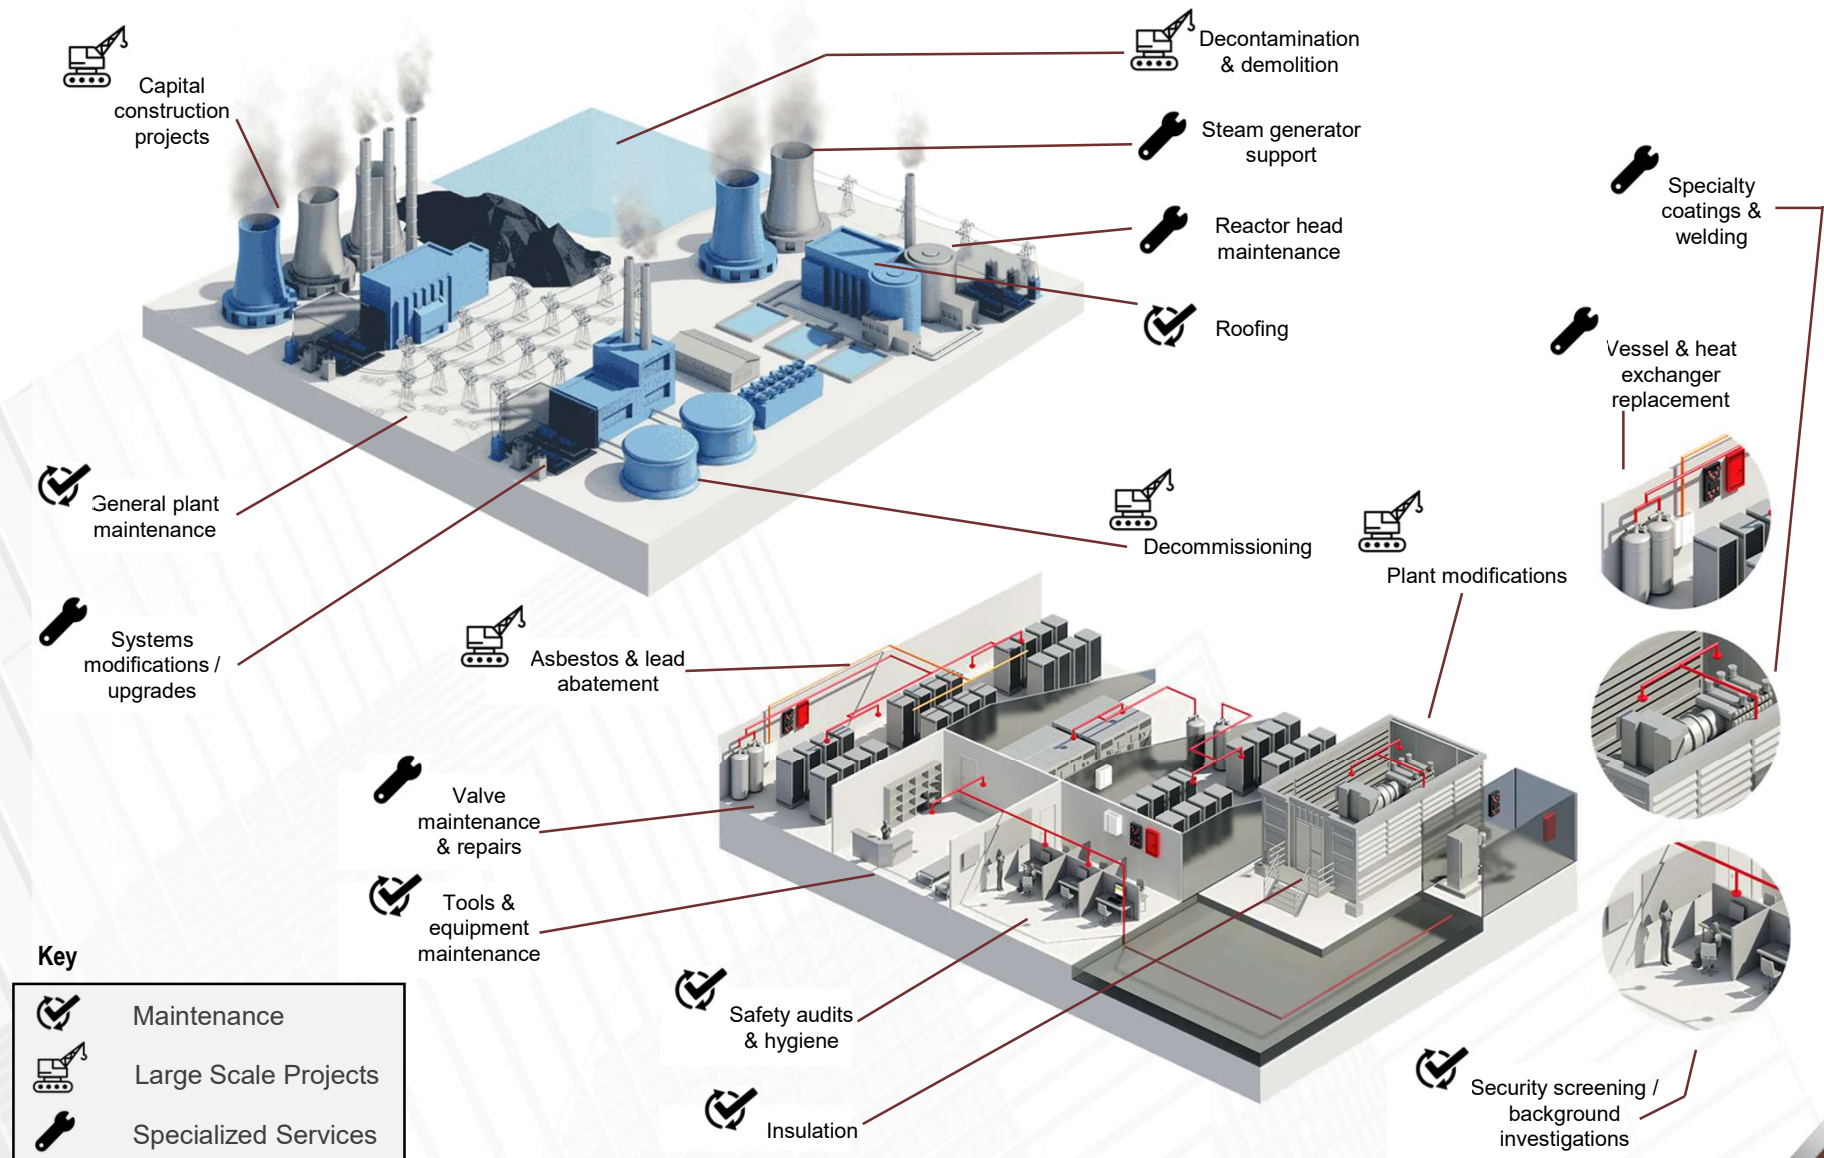 Capital
construction
projects
Decontamination
& demolition
Steam generator
support
Reactor head
maintenance
Roofing
Specialty
coatings &
welding
Vessel & heat
exchanger
replacement
General plant
maintenance
Systems
modifications /
upgrades
Decommissioning
Plant modifications
Asbestos & lead
abatement
Valve
maintenance
& repairs
Tools &
equipment
maintenance
Safety audits
& hygiene
Insulation
Security screening /
background
investigations
Key
Maintenance
Large Scale Projects
Specialized Services